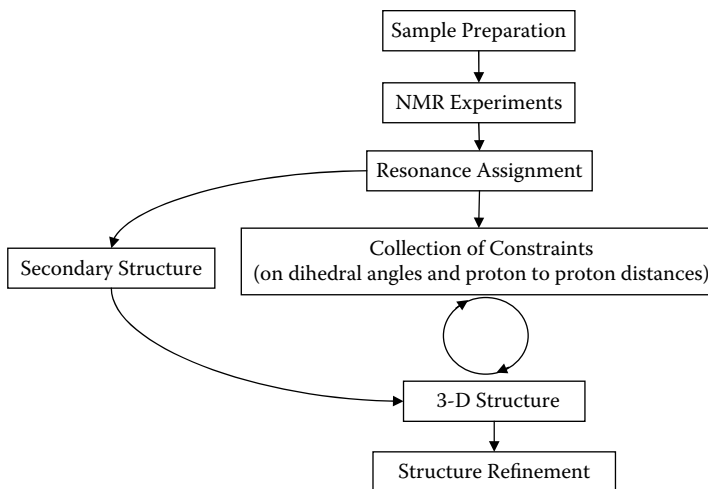 Sample Preparation
NMR Experiments
Resonance Assignment
Collection of Constraints
(on dihedral angles and proton to proton distances)
Secondary Structure
3-D Structure
Structure Refinement